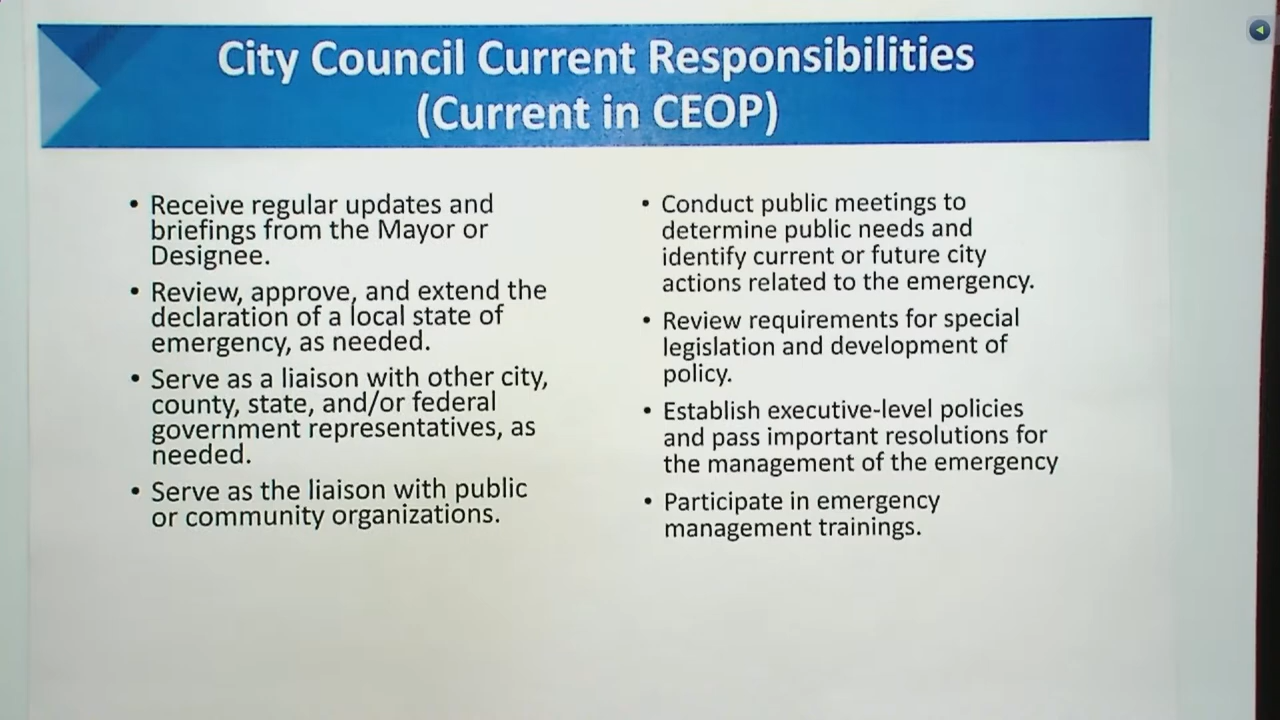 City Council Current Responsibilities
(Current in CEOP)
• Receive regular updates and
briefings from the Mayor or
Designee.
• Review, approve, and extend the
declaration of a local state of
emergency, as needed.
• Serve as a liaison with other city,
county, state, and/or federal
government representatives, as
needed.
• Serve as the liaison with public
or community organizations.
• Conduct public meetings to
determine public needs and
identify current or future city
actions related to the emergency.
• Review requirements for special
legislation and development of
policy.
• Establish executive-level policies
and pass important resolutions for
the management of the emergency
• Participate in emergency
management trainings.